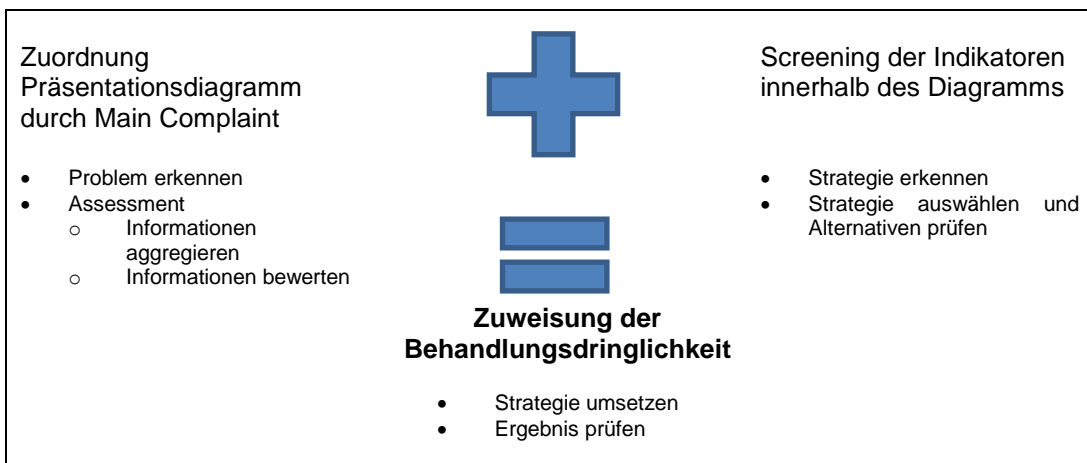 Zuordnung
Präsentationsdiagramm
durch Main Complaint
• Problem erkennen
• Assessment
o Informationen
aggregieren
o Informationen bewerten
Screening der Indikatoren
innerhalb des Diagramms
• Strategie erkennen
• Strategie auswählen und
Alternativen prüfen
Zuweisung der
Behandlungsdringlichkeit
• Strategie umsetzen
• Ergebnis prüfen